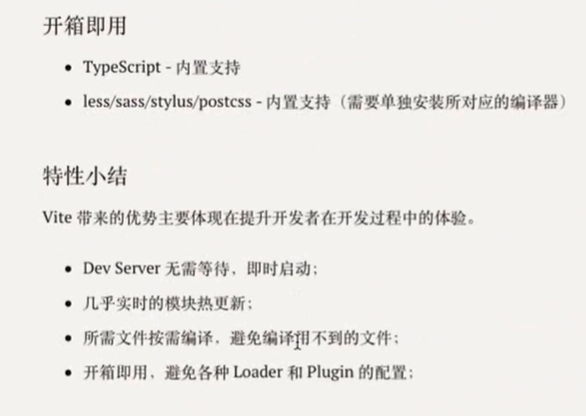 开箱即用
TypeScript - 内置支持
less/sass/stylus/postcss - 内置支持（需要单独安装所对应的编译器）
特性小结
Vite 带来的优势主要体现在提升开发者在开发过程中的体验。
Dev Server 无需等待，即时启动；
几乎实时的模块热更新；
所需文件按需编译，避免编译用不到的文件；
开箱即用，避免各种 Loader 和 Plugin 的配置；